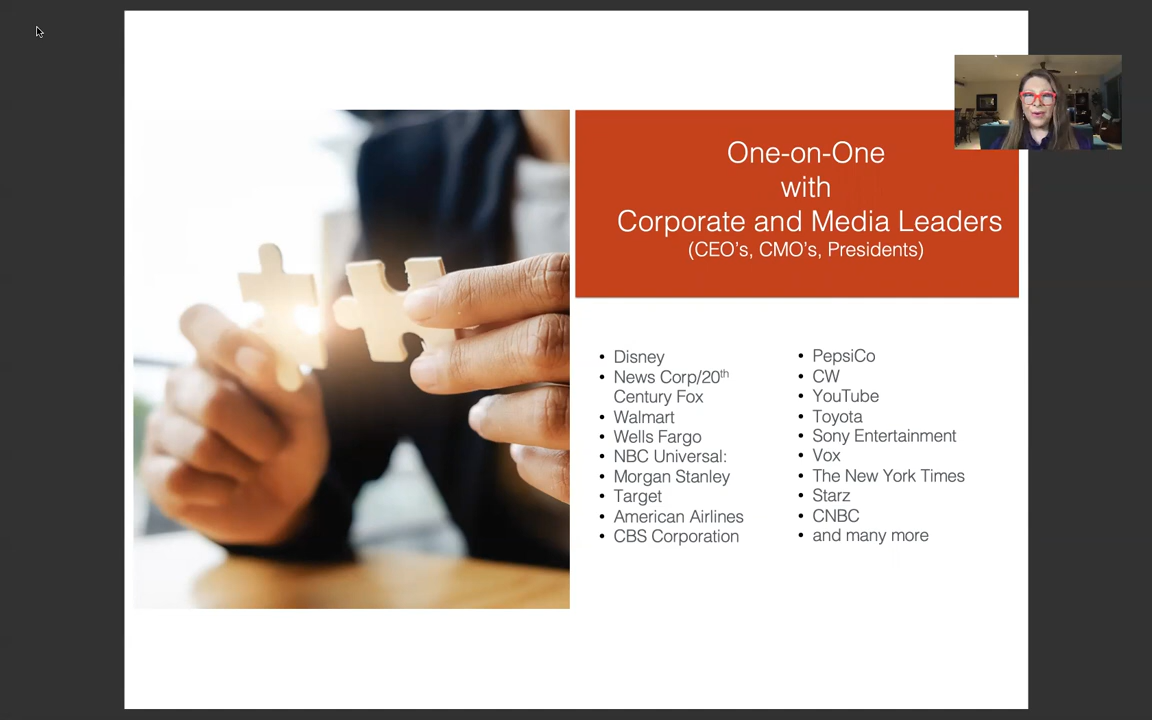 One-on-One
with
Corporate and Media Leaders
(CEO’s, CMO’s, Presidents)
• Disney
• News Corp/20th
Century Fox
• Walmart
• Wells Fargo
• NBC Universal:
• Morgan Stanley
• Target
• American Airlines
• CBS Corporation
• PepsiCo
• CW
• YouTube
• Toyota
• Sony Entertainment
• Vox
• The New York Times
• Starz
• CNBC
• and many more